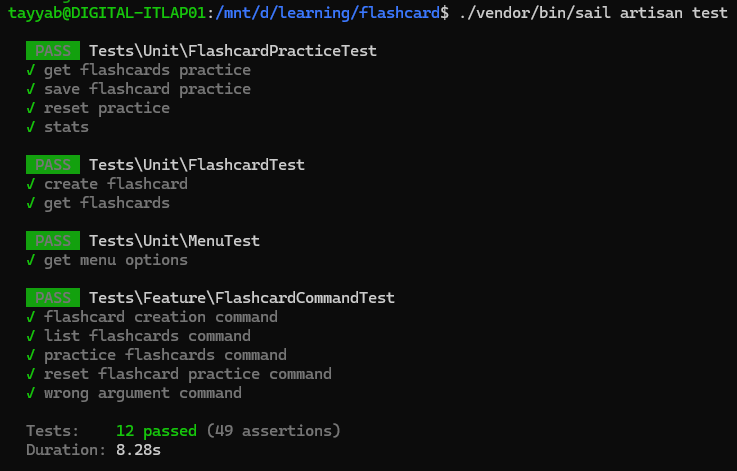 tayyab@DIGITAL-ITLAP01:/mnt/d/learning/flashcard$ ./vendor/bin/sail artisan test
PASS Tests\Unit\FlashcardPracticeTest
✓ get flashcards practice
✓ save flashcard practice
✓ reset practice
✓ stats
PASS Tests\Unit\FlashcardTest
✓ create flashcard
✓ get flashcards
PASS Tests\Unit\MenuTest
✓ get menu options
PASS Tests\Feature\FlashcardCommandTest
✓ flashcard creation command
✓ list flashcards command
✓ practice flashcards command
✓ reset flashcard practice command
✓ wrong argument command
Tests: 12 passed (49 assertions)
Duration: 8.28s